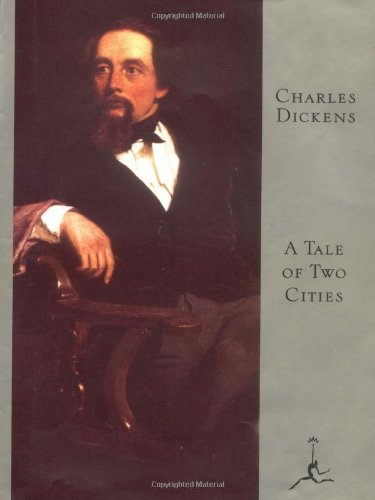 Copyrighted Material
CHARLES
DICKENS
A TALE
OF TWO
CITIES
Copyrighted Material